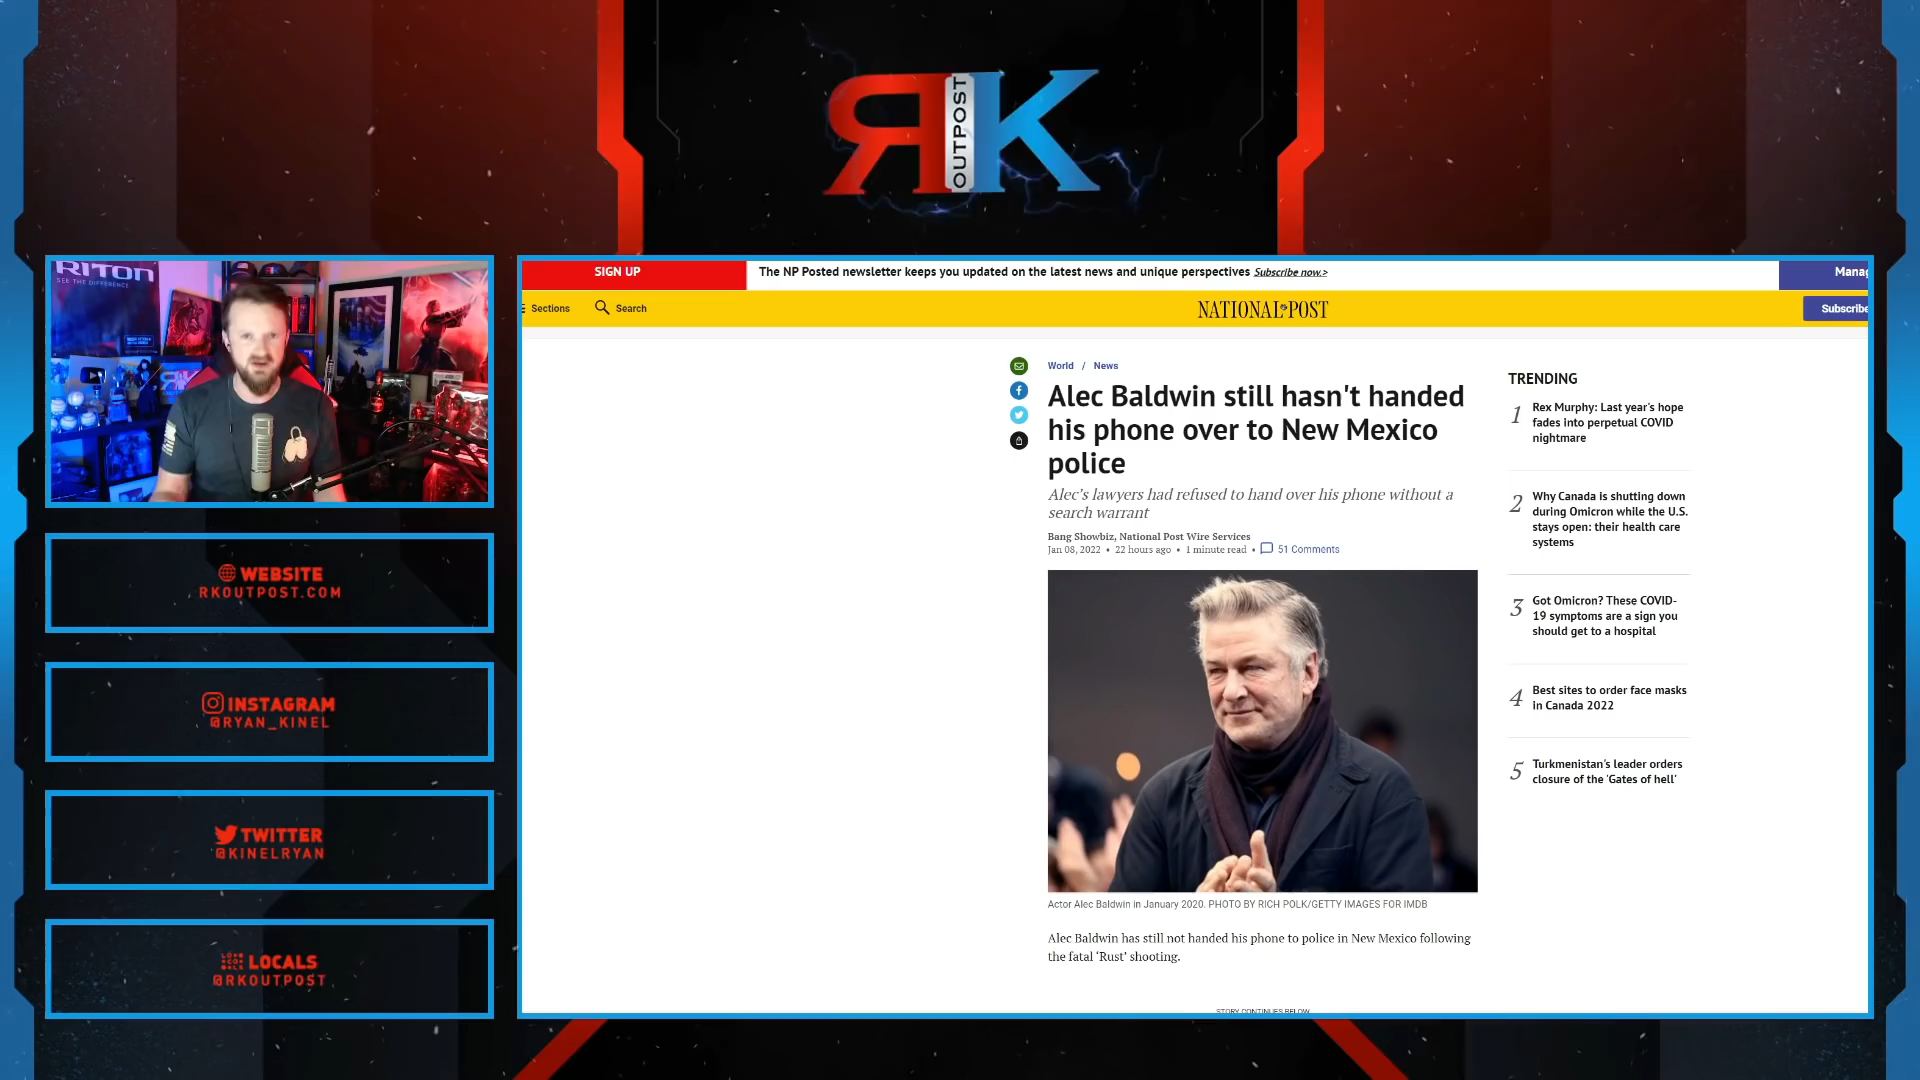 RK
OUTPOST
RITON
SEE THE DIFFERENCE
WEBSITE
RKOUTPOST.COM
INSTAGRAM
@RYAN_KINEL
TWITTER
@KINELRYAN
LOCALS
@RKOUTPOST
SIGN UP
The NP Posted newsletter keeps you updated on the latest news and unique perspectives Subscribe now.>
Manag
Sections
Search
NATIONAL POST
Subscribe
World / News
Alec Baldwin still hasn't handed
his phone over to New Mexico
police
Alec's lawyers had refused to hand over his phone without a
search warrant
Bang Showbiz, National Post Wire Services
Jan 08, 2022 • 22 hours ago • 1 minute read • 51 Comments
Actor Alec Baldwin in January 2020. PHOTO BY RICH POLK/GETTY IMAGES FOR IMDB
Alec Baldwin has still not handed his phone to police in New Mexico following
the fatal ‘Rust’ shooting.
STORY CONTINUES BELOW
TRENDING
1 Rex Murphy: Last year's hope
fades into perpetual COVID
nightmare
2 Why Canada is shutting down
during Omicron while the U.S.
stays open: their health care
systems
3 Got Omicron? These COVID-
19 symptoms are a sign you
should get to a hospital
4 Best sites to order face masks
in Canada 2022
5 Turkmenistan's leader orders
closure of the 'Gates of hell'